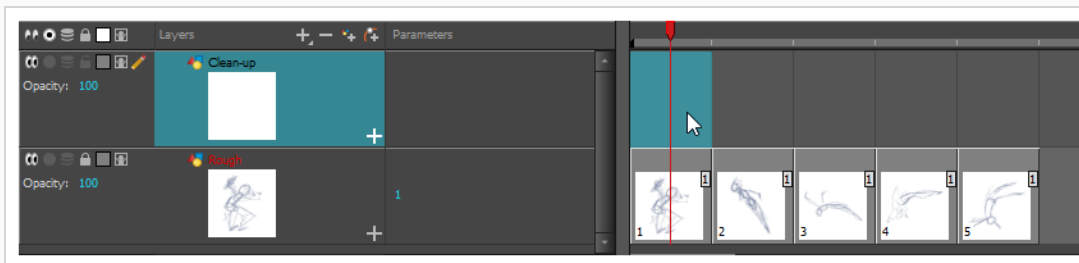 Layers Parameters
Clean-up
Opacity: 100
Rough
Opacity: 100 1
1 1 1 1 1
1 2 3 4 5